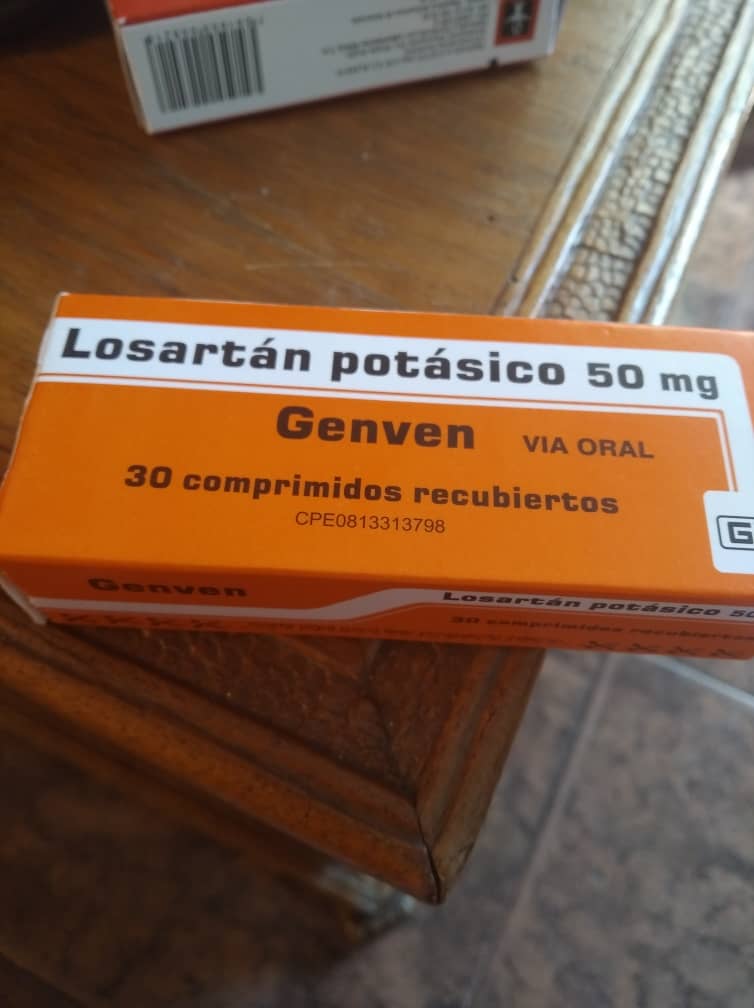 Losartán potásico 50 mg
Genven VIA ORAL
30 comprimidos recubiertos
CPE0813313798
G
Genven
Losartán potásico 50
30 comprimidos recubiertos